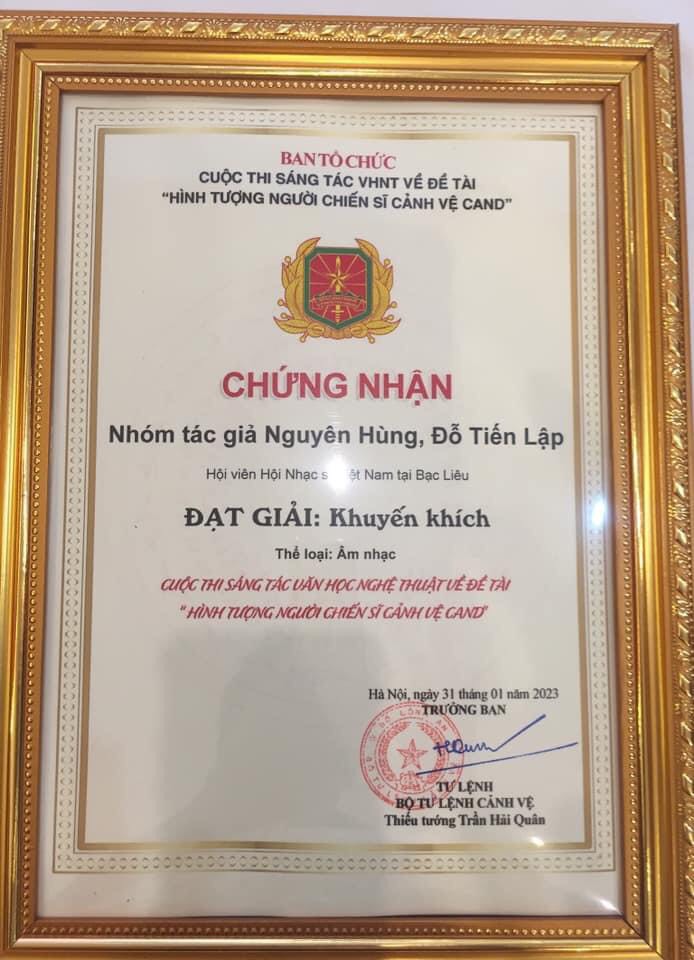 BAN TỔ CHỨC
CUỘC THI SÁNG TÁC VHNT VỀ ĐỀ TÀI
“HÌNH TƯỢNG NGƯỜI CHIẾN SĨ CẢNH VỆ CAND”
CHỨNG NHẬN
Nhóm tác giả Nguyên Hùng, Đỗ Tiến Lập
Hội viên Hội Nhạc s ệt Nam tại Bạc Liêu
ĐẠT GIẢI: Khuyến khích
Thể loại: Âm nhạc
CUỘC THI SÁNG TÁC VĂN HỌC NGHỆ THUẬT VỀ ĐỀ TÀI
“HÌNH TƯỢNG NGƯỜI CHIẾN SĨ CẢNH VỆ CAND”
Hà Nội, ngày 31 tháng 01 năm 2023
TRƯỞNG BAN
TƯ LỆNH
BỘ TƯ LỆNH CẢNH VỆ
Thiếu tướng Trần Hải Quân